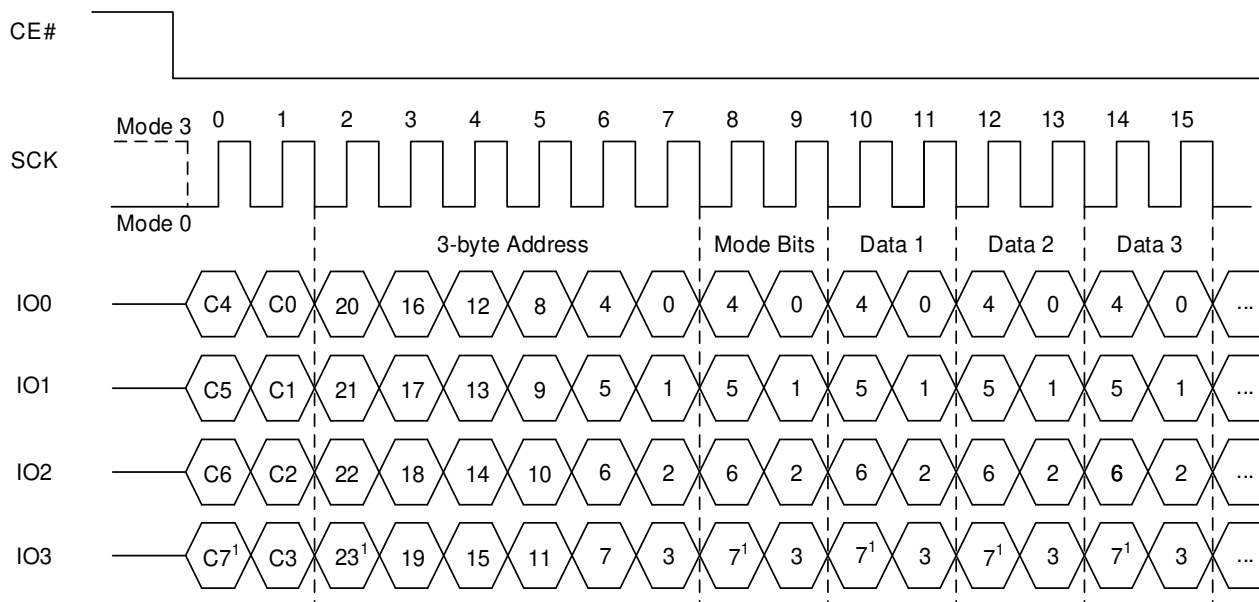 CE#
Mode 3 0 1 2 3 4 5 6 7 8 9 10 11 12 13 14 15
SCK
Mode 0
3-byte Address Mode Bits Data 1 Data 2 Data 3
IO0 C4 C0 20 16 12 8 4 0 4 0 4 0 4 0 4 0 ...
IO1 C5 C1 21 17 13 9 5 1 5 1 5 1 5 1 5 1 ...
IO2 C6 C2 22 18 14 10 6 2 6 2 6 2 6 2 6 2 ...
IO3 C7¹ C3 23¹ 19 15 11 7 3 7¹ 3 7¹ 3 7¹ 3 7¹ 3 ...